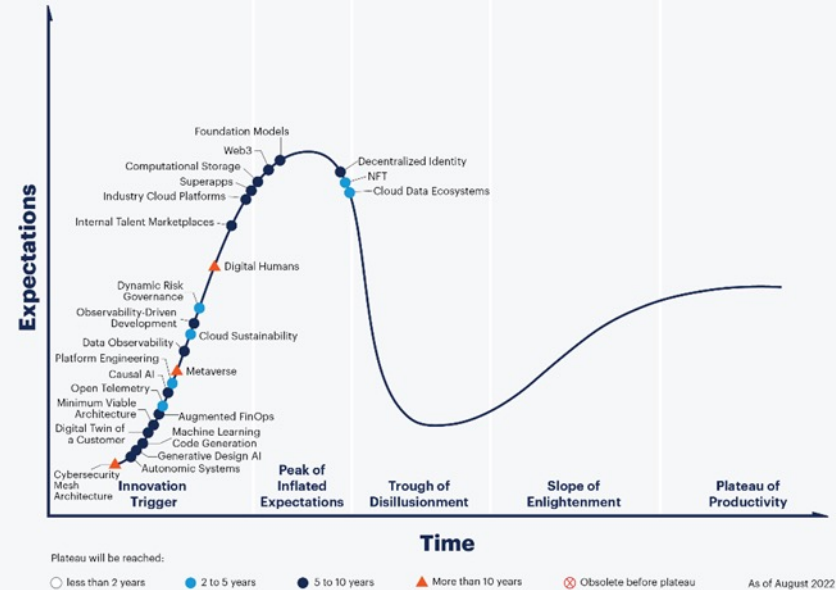 Foundation Models
Web3
Computational Storage
Superapps
Industry Cloud Platforms
Internal Talent Marketplaces
Decentralized Identity
NFT
Cloud Data Ecosystems
Digital Humans
Dynamic Risk
Governance
Observability-Driven
Development
Cloud Sustainability
Data Observability
Platform Engineering
Metaverse
Causal AI
Open Telemetry
Minimum Viable
Architecture
Augmented FinOps
Digital Twin of
a Customer
Machine Learning
Code Generation
Generative Design AI
Autonomic Systems
Cybersecurity
Mesh
Architecture
Expectations
Innovation
Trigger
Peak of
Inflated
Expectations
Trough of
Disillusionment
Slope of
Enlightenment
Plateau of
Productivity
Time
Plateau will be reached:
less than 2 years
2 to 5 years
5 to 10 years
More than 10 years
Obsolete before plateau
As of August 2022